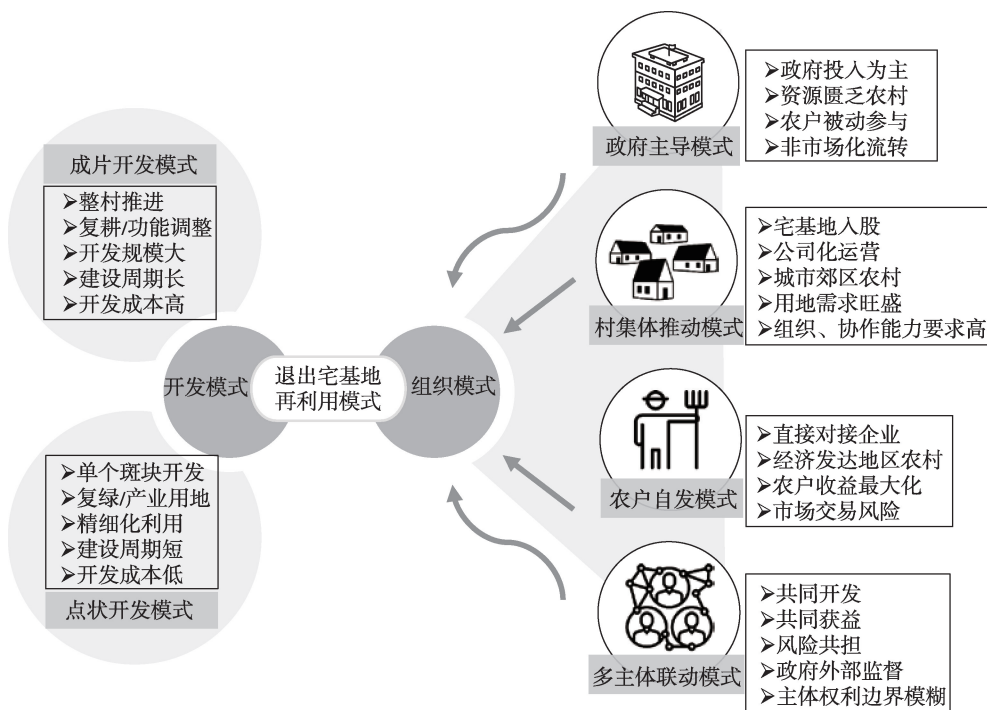 成片开发模式
➢整村推进
➢复耕/功能调整
➢开发规模大
➢建设周期长
➢开发成本高
开发模式
退出宅基地
再利用模式
组织模式
➢单个斑块开发
➢复绿/产业用地
➢精细化利用
➢建设周期短
➢开发成本低
点状开发模式
政府主导模式
➢政府投入为主
➢资源匮乏农村
➢农户被动参与
➢非市场化流转
村集体推动模式
➢宅基地入股
➢公司化运营
➢城市郊区农村
➢用地需求旺盛
➢组织、协作能力要求高
农户自发模式
➢直接对接企业
➢经济发达地区农村
➢农户收益最大化
➢市场交易风险
多主体联动模式
➢共同开发
➢共同获益
➢风险共担
➢政府外部监督
➢主体权利边界模糊